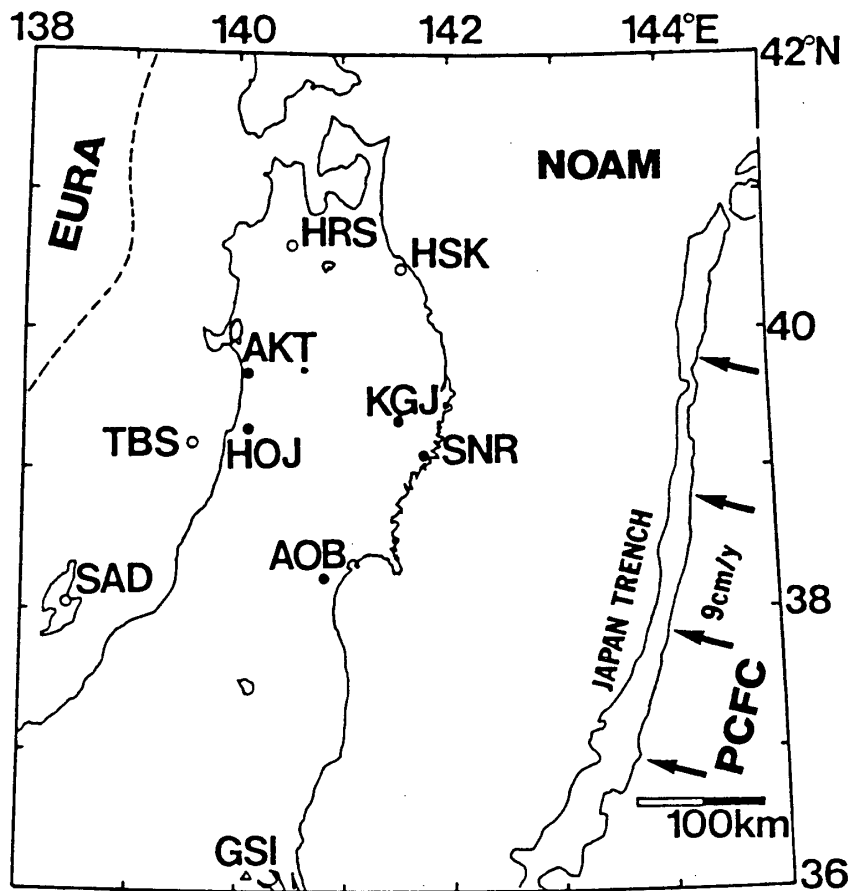 138 140 142 144°E
42°N
EURA
NOAM
HRS
HSK
40
AKT
KGJ
TBS
HOJ
SNR
AOB
SAD
JAPAN TRENCH
9cm/y
38
PCFC
100km
GSI
36